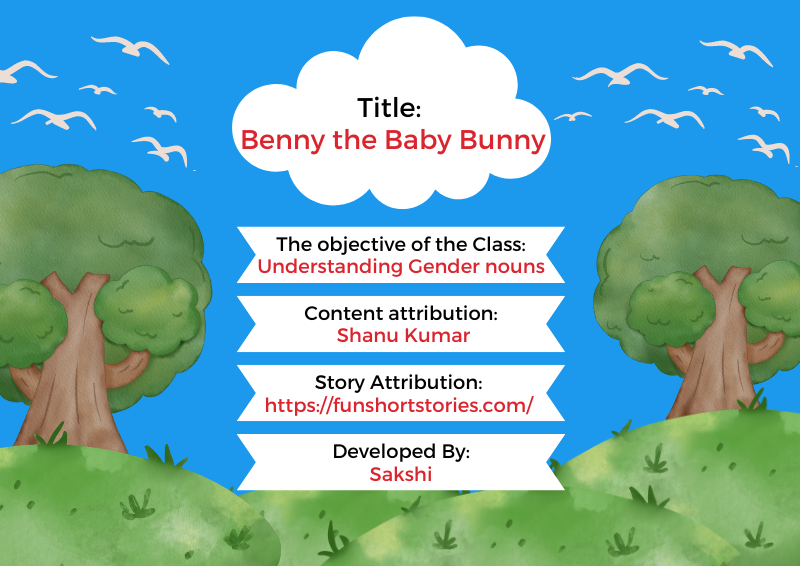 Title:
Benny the Baby Bunny
The objective of the Class:
Understanding Gender nouns
Content attribution:
Shanu Kumar
Story Attribution:
https://funshortstories.com/
Developed By:
Sakshi